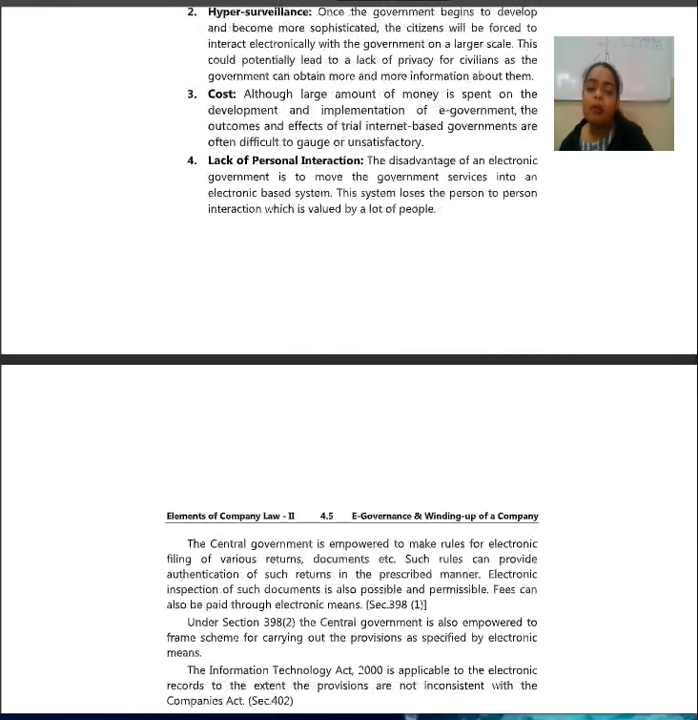 2. Hyper-surveillance: Once the government begins to develop
and become more sophisticated, the citizens will be forced to
interact electronically with the government on a larger scale. This
could potentially lead to a lack of privacy for civilians as the
government can obtain more and more information about them.
3. Cost: Although large amount of money is spent on the
development and implementation of e-government, the
outcomes and effects of trial internet-based governments are
often difficult to gauge or unsatisfactory.
4. Lack of Personal Interaction: The disadvantage of an electronic
government is to move the government services into an
electronic based system. This system loses the person to person
interaction which is valued by a lot of people.
Elements of Company Law - II 4.5 E-Governance & Winding-up of a Company
The Central government is empowered to make rules for electronic
filing of various returns, documents etc. Such rules can provide
authentication of such returns in the prescribed manner. Electronic
inspection of such documents is also possible and permissible. Fees can
also be paid through electronic means. [Sec.398 (1)]
Under Section 398(2) the Central government is also empowered to
frame scheme for carrying out the provisions as specified by electronic
means.
The Information Technology Act, 2000 is applicable to the electronic
records to the extent the provisions are not inconsistent with the
Companies Act. (Sec.402)